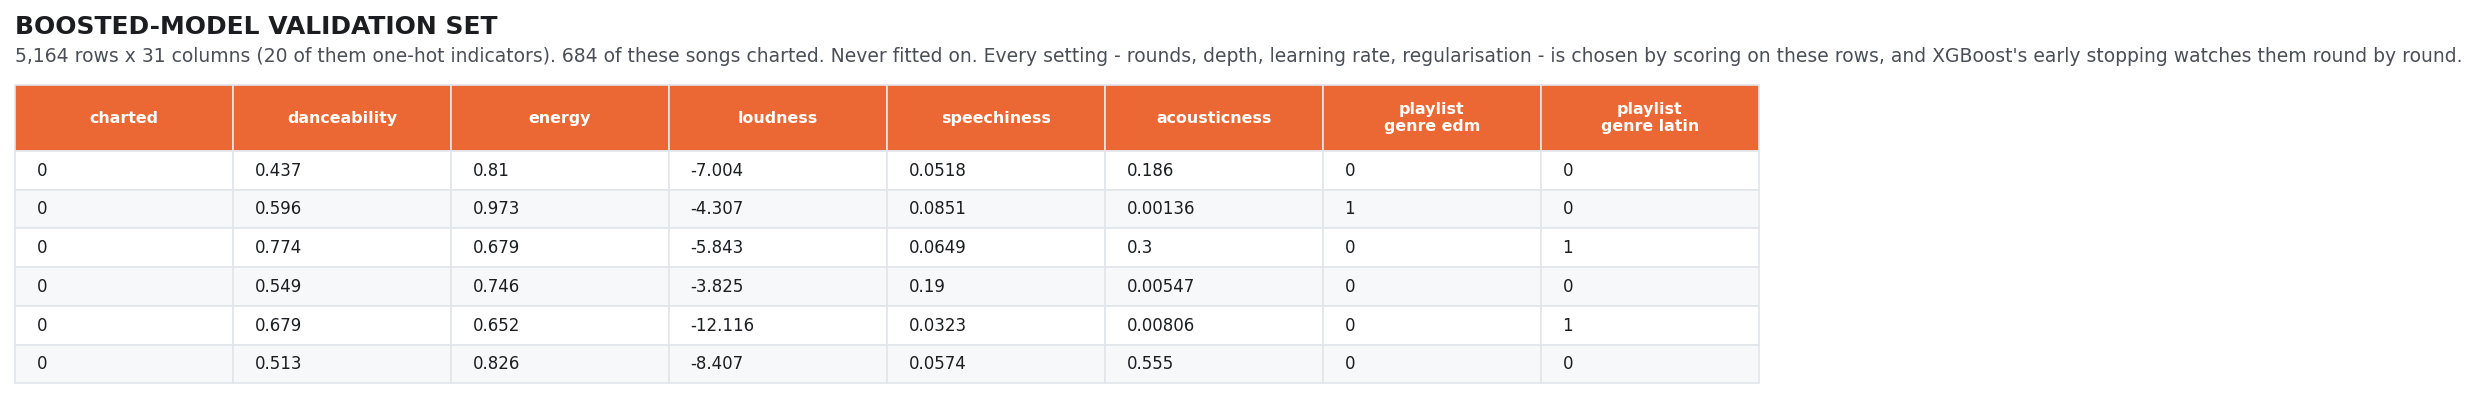 BOOSTED-MODEL VALIDATION SET
5,164 rows x 31 columns (20 of them one-hot indicators). 684 of these songs charted. Never fitted on. Every setting - rounds, depth, learning rate, regularisation - is chosen by scoring on these rows, and XGBoost's early stopping watches them round by round.
charted danceability energy loudness speechiness acousticness playlist genre edm playlist genre latin
0 0.437 0.81 -7.004 0.0518 0.186 0 0
0 0.596 0.973 -4.307 0.0851 0.00136 1 0
0 0.774 0.679 -5.843 0.0649 0.3 0 1
0 0.549 0.746 -3.825 0.19 0.00547 0 0
0 0.679 0.652 -12.116 0.0323 0.00806 0 1
0 0.513 0.826 -8.407 0.0574 0.555 0 0